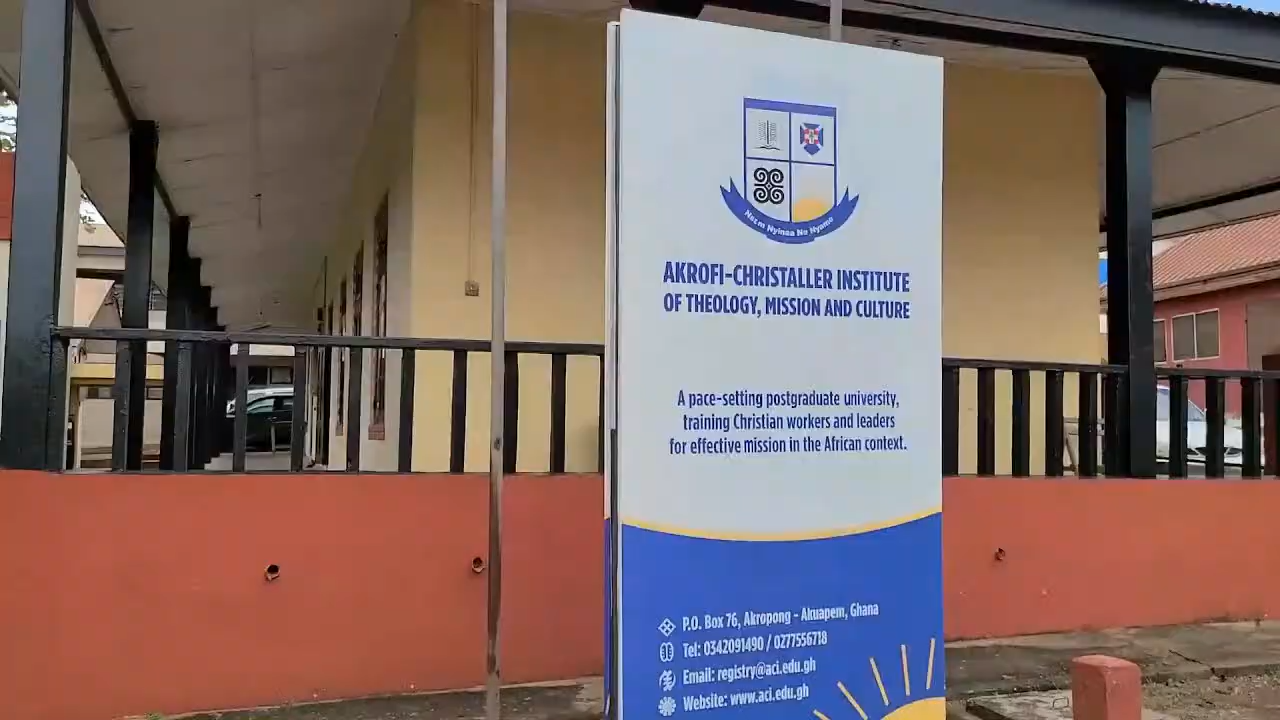 Nsɛm Nyinaa Ne Nyame
AKROFI-CHRISTALLER INSTITUTE
OF THEOLOGY, MISSION AND CULTURE
A pace-setting postgraduate university,
training Christian workers and leaders
for effective mission in the African context.
P.O. Box 76, Akropong - Akuapem, Ghana
Tel: 0342091490 / 0277556718
Email: registry@aci.edu.gh
Website: www.aci.edu.gh